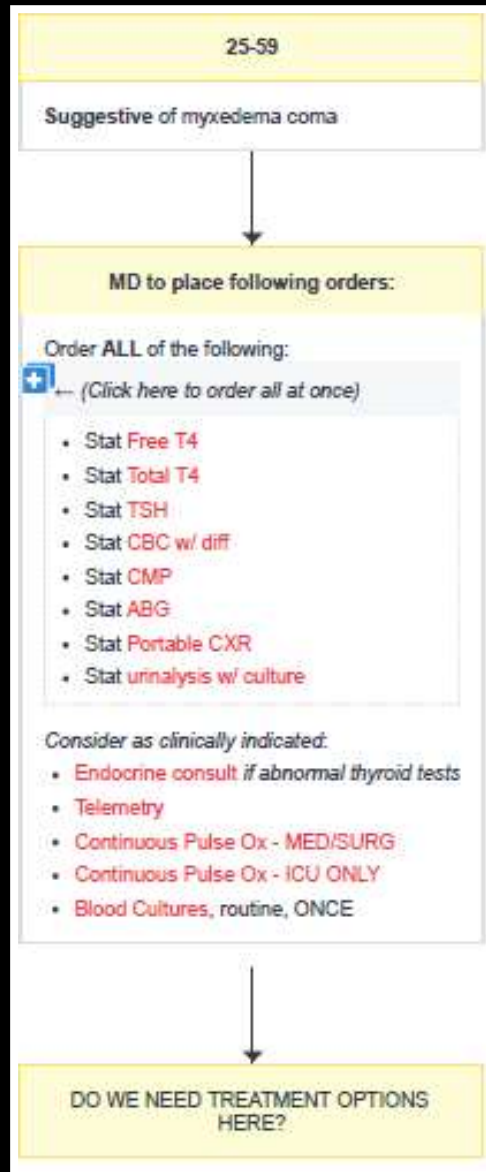 25-59
Suggestive of myxedema coma
MD to place following orders:
Order ALL of the following:
← (Click here to order all at once)
• Stat Free T4
• Stat Total T4
• Stat TSH
• Stat CBC w/ diff
• Stat CMP
• Stat ABG
• Stat Portable CXR
• Stat urinalysis w/ culture
Consider as clinically indicated:
• Endocrine consult if abnormal thyroid tests
• Telemetry
• Continuous Pulse Ox - MED/SURG
• Continuous Pulse Ox - ICU ONLY
• Blood Cultures, routine, ONCE
DO WE NEED TREATMENT OPTIONS
HERE?